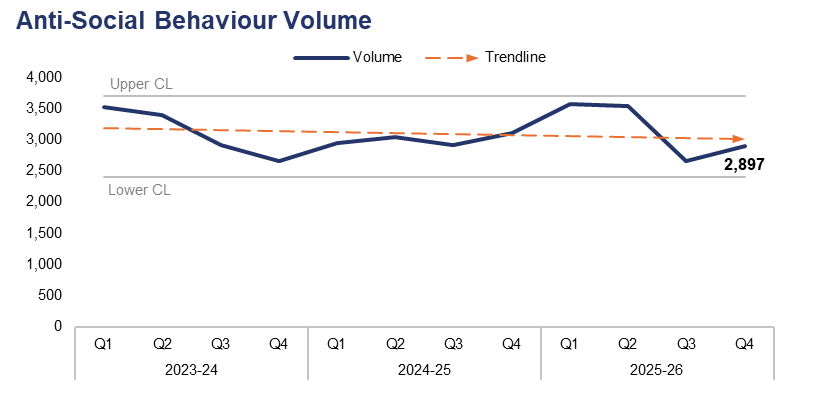 Anti-Social Behaviour Volume
Volume Trendline
4,000
Upper CL
3,500
3,000
2,897
2,500
Lower CL
2,000
1,500
1,000
500
0
Q1 Q2 Q3 Q4 Q1 Q2 Q3 Q4 Q1 Q2 Q3 Q4
2023-24 2024-25 2025-26